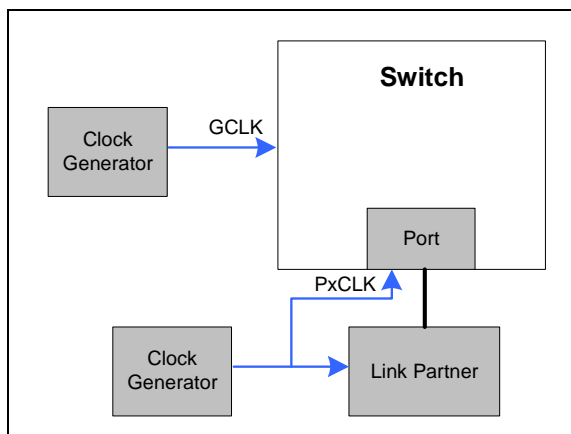 Switch
Clock
Generator
GCLK
Port
PxCLK
Clock
Generator
Link Partner